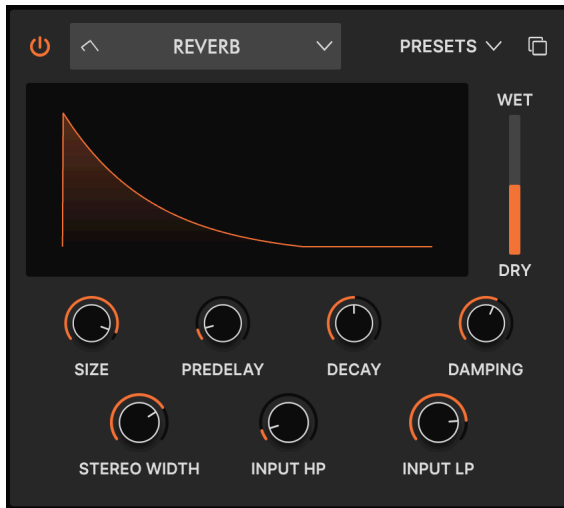 REVERB
PRESETS
WET
DRY
SIZE
PREDELAY
DECAY
DAMPING
STEREO WIDTH
INPUT HP
INPUT LP